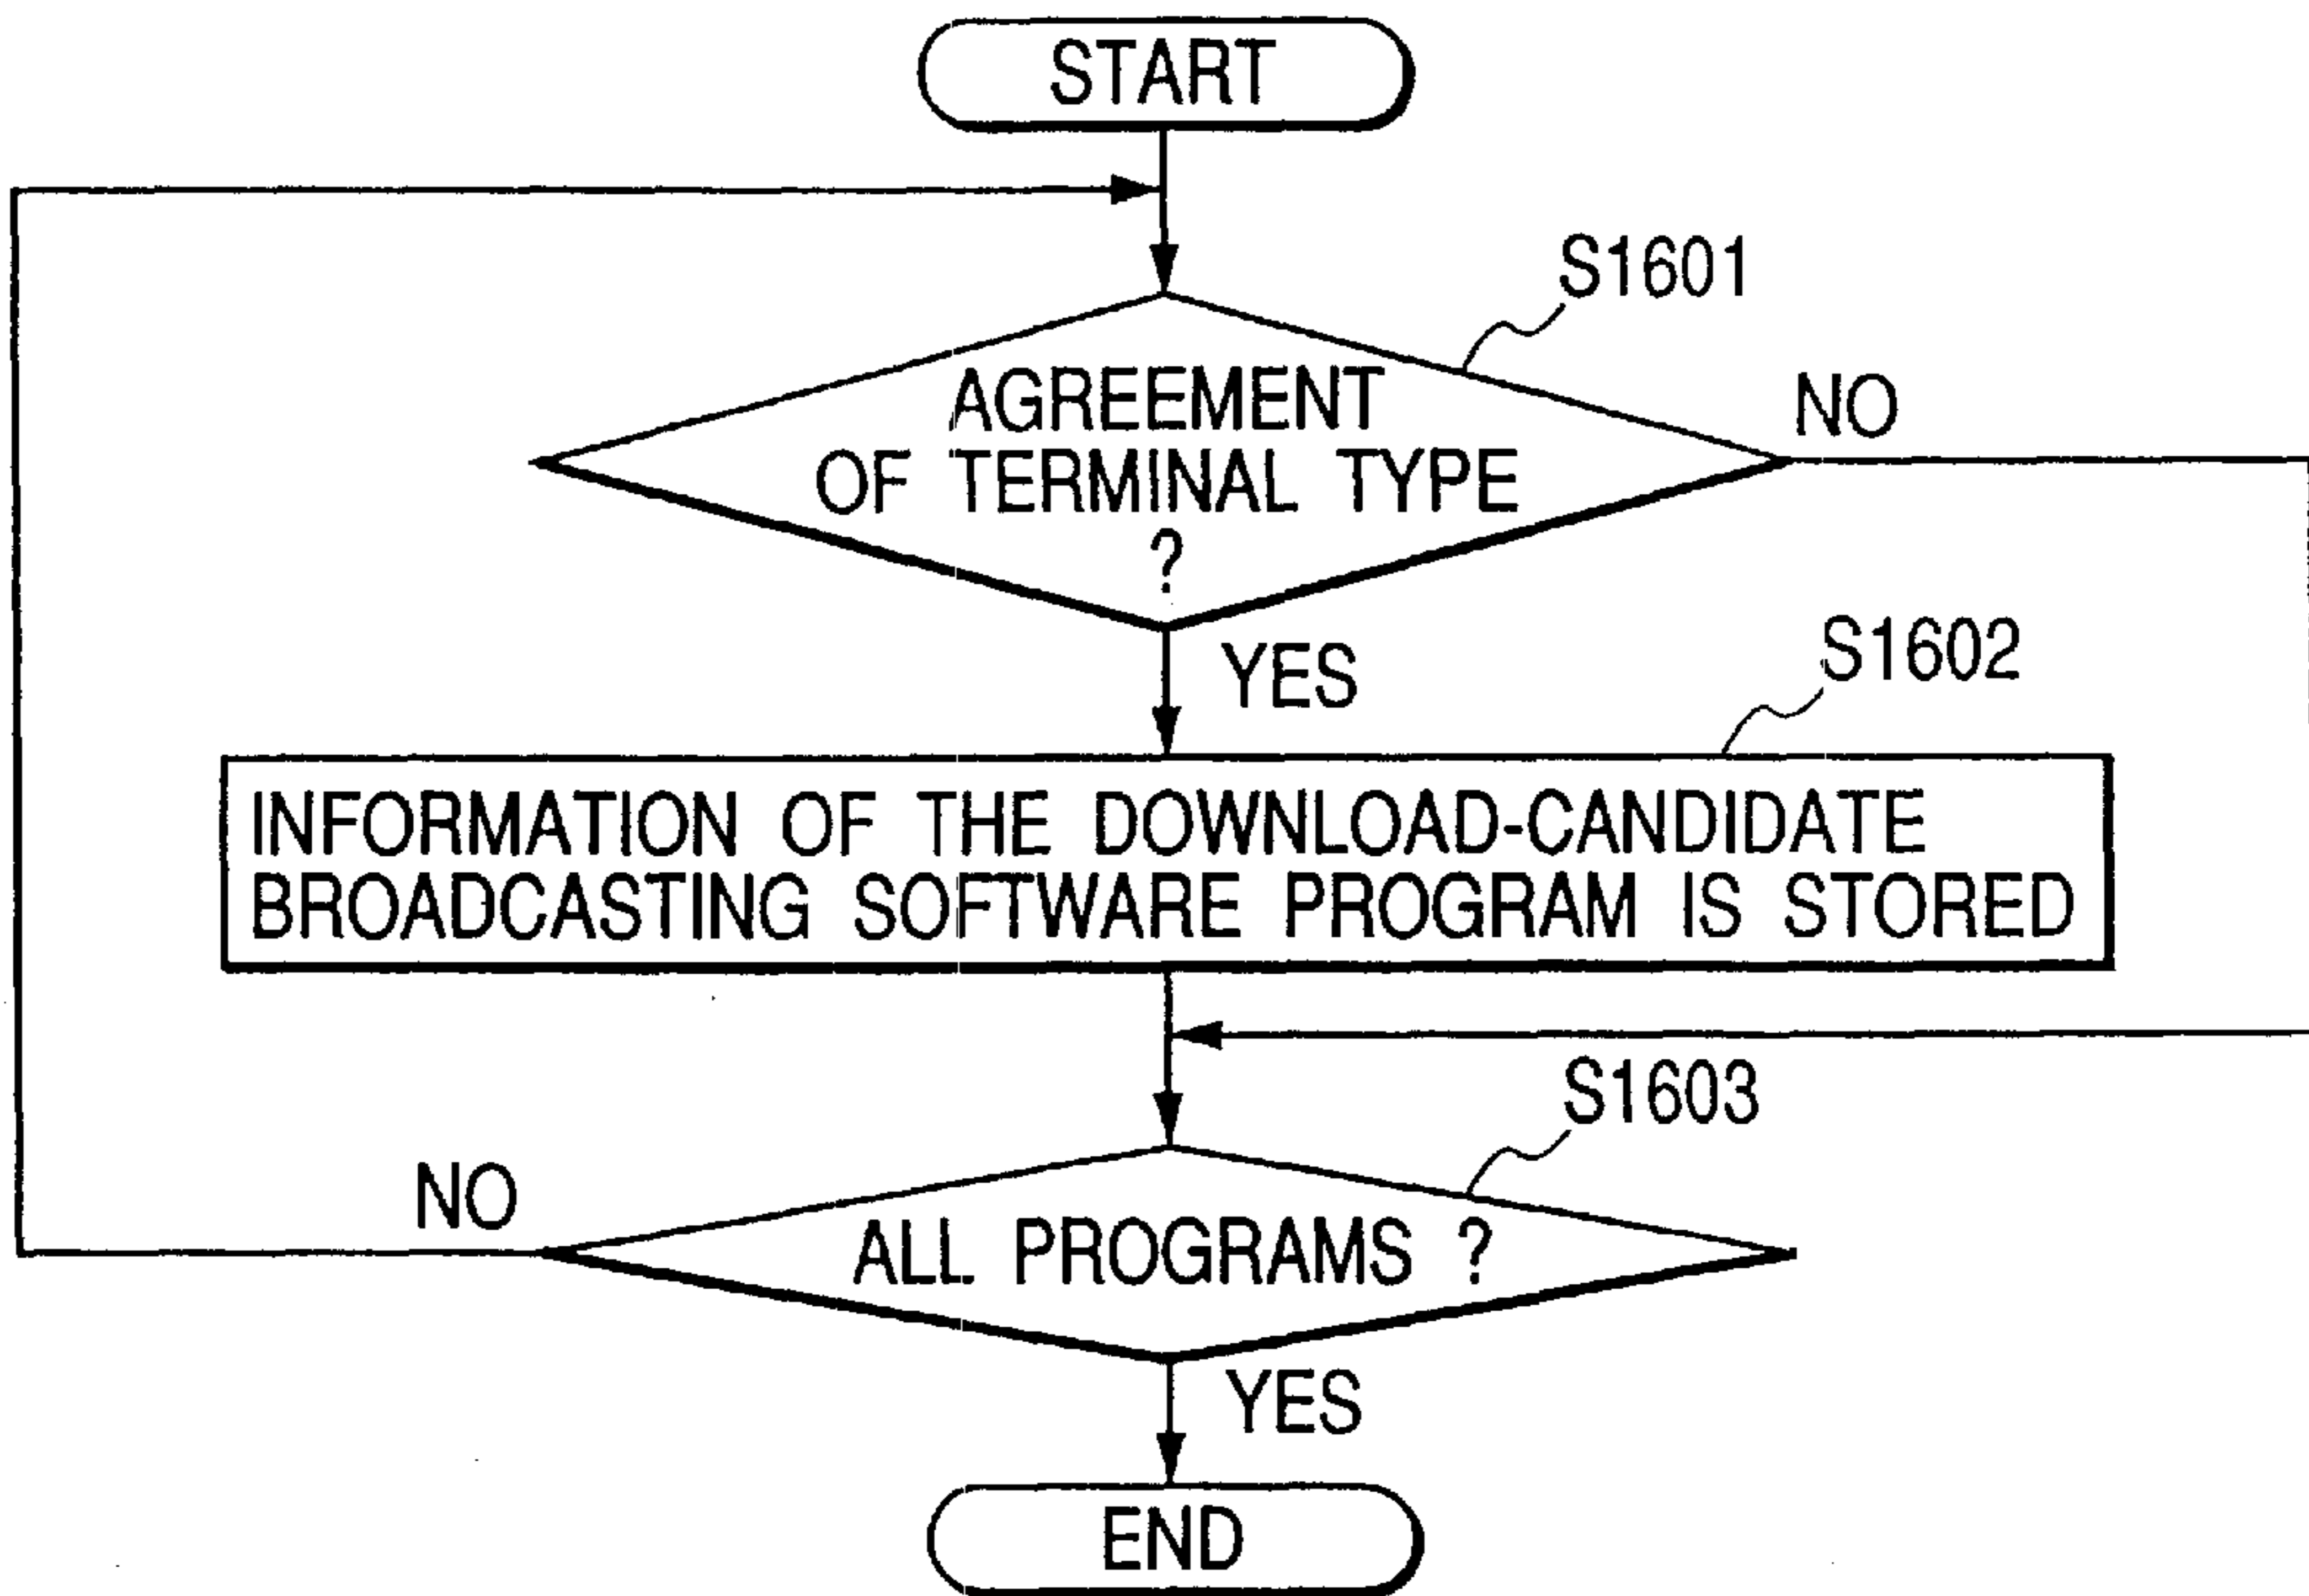 START
S1601
AGREEMENT
OF TERMINAL TYPE
?
NO
YES
S1602
INFORMATION OF THE DOWNLOAD-CANDIDATE
BROADCASTING SOFTWARE PROGRAM IS STORED
S1603
NO
ALL PROGRAMS ?
YES
END